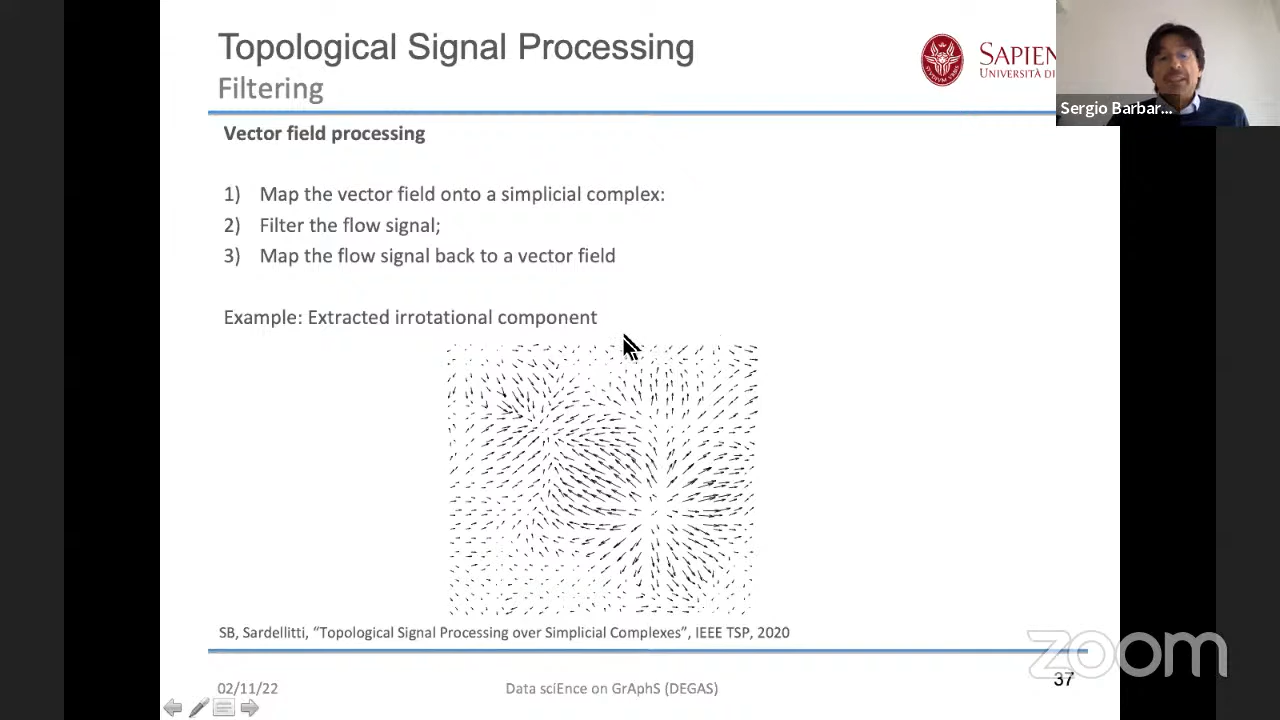 Topological Signal Processing
Filtering
SAPIEN
UNIVERSITÀ DI
Sergio Barbar...
Vector field processing
1) Map the vector field onto a simplicial complex:
2) Filter the flow signal;
3) Map the flow signal back to a vector field
Example: Extracted irrotational component
SB, Sardellitti, “Topological Signal Processing over Simplicial Complexes”, IEEE TSP, 2020
zoom
02/11/22
Data sciEnce on GrAphS (DEGAS)
37